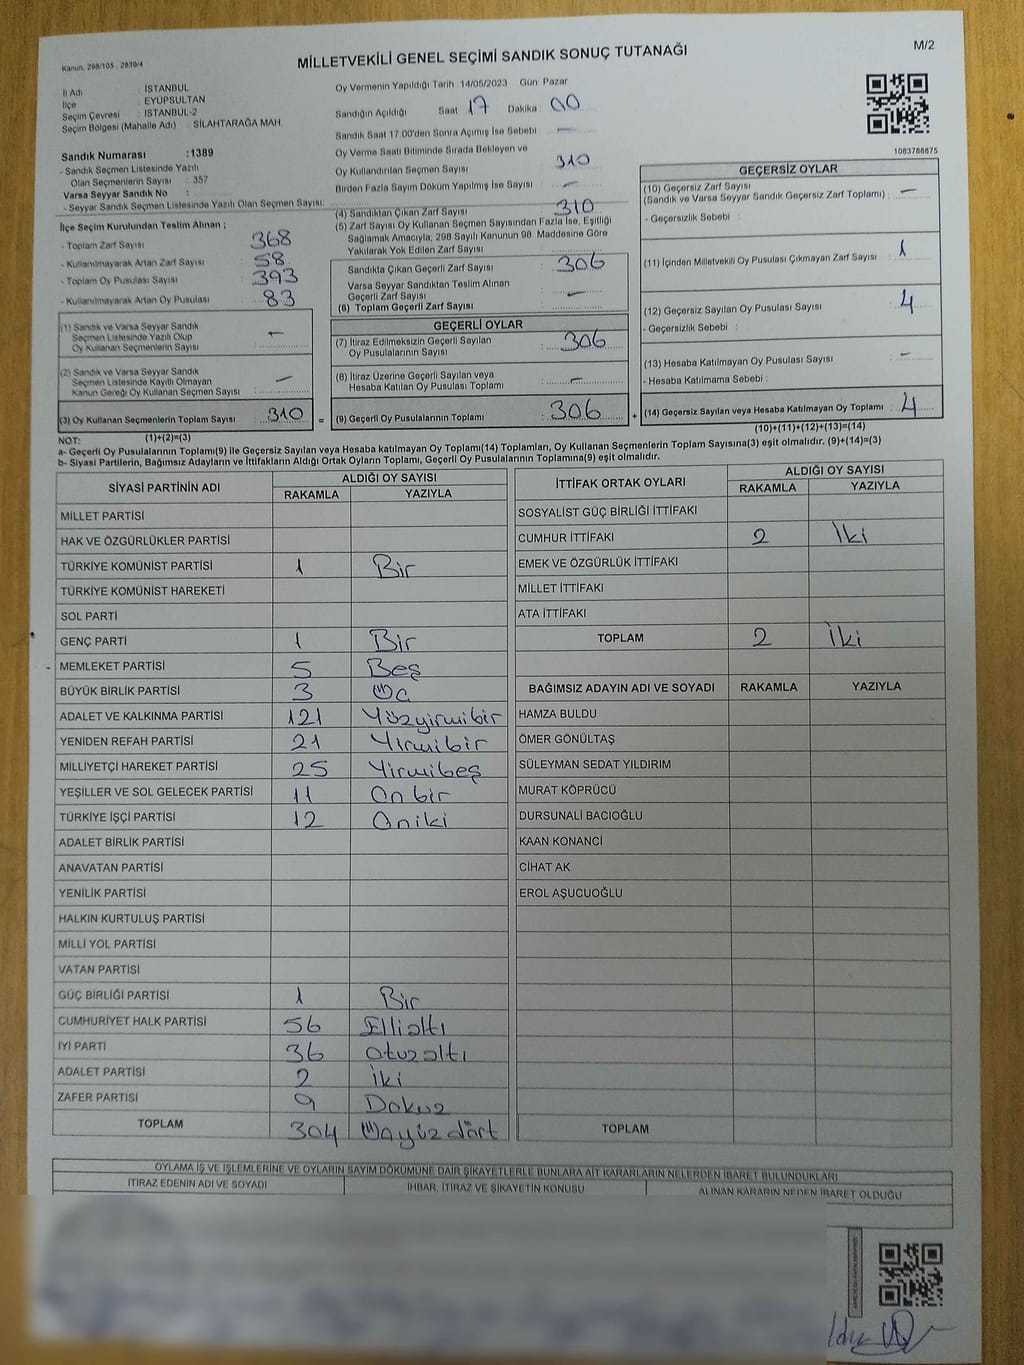 Kanun, 298/105 , 2839/4
MİLLETVEKİLİ GENEL SEÇİMİ SANDIK SONUÇ TUTANAĞI
M/2
İl Adı : İSTANBUL
İlçe : EYÜPSULTAN
Seçim Çevresi : İSTANBUL-2
Seçim Bölgesi (Mahalle Adı) : SİLAHTARAĞA MAH.
Sandık Numarası :1389
- Sandık Seçmen Listesinde Yazılı
Olan Seçmenlerin Sayısı : 357
Varsa Seyyar Sandık No :
- Seyyar Sandık Seçmen Listesinde Yazılı Olan Seçmen Sayısı:
Oy Vermenin Yapıldığı Tarih :14/05/2023 Gün: Pazar
Sandığın Açıldığı Saat 17 Dakika : 00
Sandık Saat 17:00'den Sonra Açımış İse Sebebi : —
Oy Verme Saati Bitiminde Sırada Bekleyen ve
Oy Kullandırılan Seçmen Sayısı : 310
Birden Fazla Sayım Döküm Yapılmış İse Sayısı : —
1083788875
İlçe Seçim Kurulundan Teslim Alınan ;
- Toplam Zarf Sayısı : 368
- Kullanılmayarak Artan Zarf Sayısı : 58
- Toplam Oy Pusulası Sayısı : 393
- Kullanılmayarak Artan Oy Pusulası : 83
(1) Sandık ve Varsa Seyyar Sandık
Seçmen Listesinde Yazılı Olup
Oy Kullanan Seçmenlerin Sayısı : —
(2) Sandık ve Varsa Seyyar Sandık
Seçmen Listesinde Kayıtlı Olmayan
Kanun Gereği Oy Kullanan Seçmen Sayısı : —
(3) Oy Kullanan Seçmenlerin Toplam Sayısı : 310 =
(1)+(2)=(3)
(4) Sandıktan Çıkan Zarf Sayısı : 310
(5) Zarf Sayısı Oy Kullanan Seçmen Sayısından Fazla İse, Eşitliği
Sağlamak Amacıyla; 298 Sayılı Kanunun 98. Maddesine Göre
Yakılarak Yok Edilen Zarf Sayısı :
Sandıkta Çıkan Geçerli Zarf Sayısı : 306
Varsa Seyyar Sandıktan Teslim Alınan
Geçerli Zarf Sayısı : —
(6) Toplam Geçerli Zarf Sayısı :
GEÇERLİ OYLAR
(7) İtiraz Edilmeksizin Geçerli Sayılan
Oy Pusulalarının Sayısı : 306
(8) İtiraz Üzerine Geçerli Sayılan veya
Hesaba Katılan Oy Pusulası Toplamı : —
(9) Geçerli Oy Pusulalarının Toplamı : 306 +
GEÇERSİZ OYLAR
(10) Geçersiz Zarf Sayısı
(Sandık ve Varsa Seyyar Sandık Geçersiz Zarf Toplamı) : —
- Geçersizlik Sebebi :
(11) İçinden Milletvekili Oy Pusulası Çıkmayan Zarf Sayısı : 1
(12) Geçersiz Sayılan Oy Pusulası Sayısı : 4
- Geçersizlik Sebebi :
(13) Hesaba Katılmayan Oy Pusulası Sayısı : —
- Hesaba Katılmama Sebebi :
(14) Geçersiz Sayılan veya Hesaba Katılmayan Oy Toplamı : 4
(10)+(11)+(12)+(13)=(14)
NOT:
a- Geçerli Oy Pusulalarının Toplamı(9) ile Geçersiz Sayılan veya Hesaba katılmayan Oy Toplamı(14) Toplamları, Oy Kullanan Seçmenlerin Toplam Sayısına(3) eşit olmalıdır. (9)+(14)=(3)
b- Siyasi Partilerin, Bağımsız Adayların ve İttifakların Aldığı Ortak Oyların Toplamı, Geçerli Oy Pusulalarının Toplamına(9) eşit olmalıdır.
SİYASİ PARTİNİN ADI ALDIĞI OY SAYISI
RAKAMLA YAZIYLA
MİLLET PARTİSİ
HAK VE ÖZGÜRLÜKLER PARTİSİ
TÜRKİYE KOMÜNİST PARTİSİ 1 Bir
TÜRKİYE KOMÜNİST HAREKETİ
SOL PARTİ
GENÇ PARTİ 1 Bir
MEMLEKET PARTİSİ 5 Beş
BÜYÜK BİRLİK PARTİSİ 3 Üç
ADALET VE KALKINMA PARTİSİ 121 Yüzyirmibir
YENİDEN REFAH PARTİSİ 21 Yirmibir
MİLLİYETÇİ HAREKET PARTİSİ 25 Yirmibeş
YEŞİLLER VE SOL GELECEK PARTİSİ 11 Onbir
TÜRKİYE İŞÇİ PARTİSİ 12 Oniki
ADALET BİRLİK PARTİSİ
ANAVATAN PARTİSİ
YENİLİK PARTİSİ
HALKIN KURTULUŞ PARTİSİ
MİLLİ YOL PARTİSİ
VATAN PARTİSİ
GÜÇ BİRLİĞİ PARTİSİ 1 Bir
CUMHURİYET HALK PARTİSİ 56 Ellialtı
İYİ PARTİ 36 Otuzaltı
ADALET PARTİSİ 2 İki
ZAFER PARTİSİ 9 Dokuz
TOPLAM 304 Üçyüzdört
İTTİFAK ORTAK OYLARI ALDIĞI OY SAYISI
RAKAMLA YAZIYLA
SOSYALİST GÜÇ BİRLİĞİ İTTİFAKI
CUMHUR İTTİFAKI 2 İki
EMEK VE ÖZGÜRLÜK İTTİFAKI
MİLLET İTTİFAKI
ATA İTTİFAKI
TOPLAM 2 İki
BAĞIMSIZ ADAYIN ADI VE SOYADI RAKAMLA YAZIYLA
HAMZA BULDU
ÖMER GÖNÜLTAŞ
SÜLEYMAN SEDAT YILDIRIM
MURAT KÖPRÜCÜ
DURSUNALİ BACIOĞLU
KAAN KONANCİ
CİHAT AK
EROL AŞUCUOĞLU
TOPLAM
OYLAMA İŞ VE İŞLEMLERİNE VE OYLARIN SAYIM DÖKÜMÜNE DAİR ŞİKAYETLERLE BUNLARA AİT KARARLARIN NELERDEN İBARET BULUNDUKLARI
İTİRAZ EDENİN ADI VE SOYADI İHBAR, İTİRAZ VE ŞİKAYETİN KONUSU ALINAN KARARIN NEDEN İBARET OLDUĞU